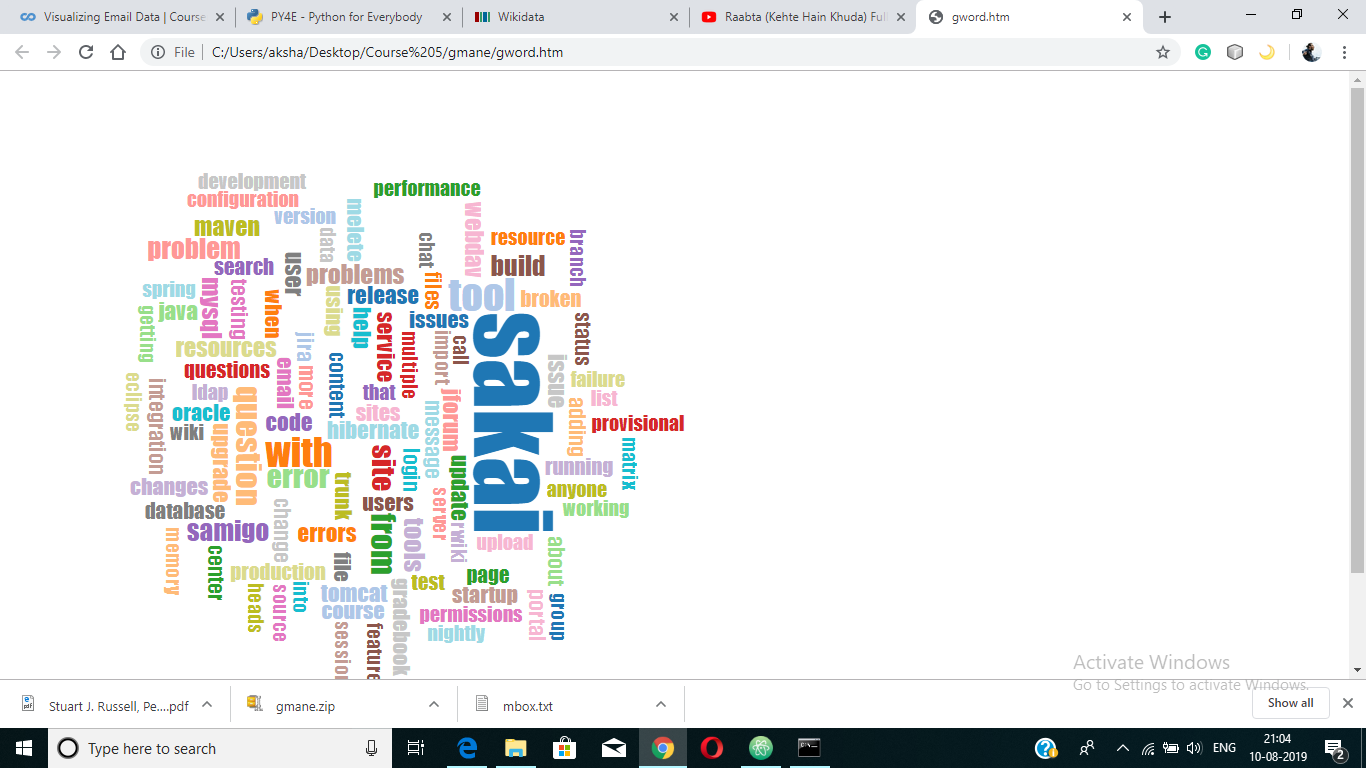 Visualizing Email Data | Course
PY4E - Python for Everybody
Wikidata
Raabta (Kehte Hain Khuda) Full
gword.htm
File C:/Users/aksha/Desktop/Course%205/gmane/gword.htm
development
configuration
performance
version
melete
maven
data
webdav
problem
chat
resource
branch
search
user
problems
build
spring
mysql
testing
when
using
release
files
tool
broken
java
getting
help
service
issues
sakai
status
resources
jira
multiple
import
call
questions
email
more
content
issue
failure
eclipse
integration
ldap
that
list
oracle
question
code
sites
message
jforum
adding
provisional
wiki
upgrade
hibernate
with
matrix
error
site
login
update
running
changes
trunk
users
server
anyone
database
working
samigo
change
errors
from
tools
rwiki
upload
about
memory
center
production
file
test
page
heads
source
into
tomcat
gradebook
startup
portal
group
course
permissions
session
feature
nightly
Activate Windows
Go to Settings to activate Windows.
Stuart J. Russell, Pe....pdf
gmane.zip
mbox.txt
Show all
Type here to search
ENG
21:04
10-08-2019
2